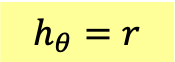 h_θ = r